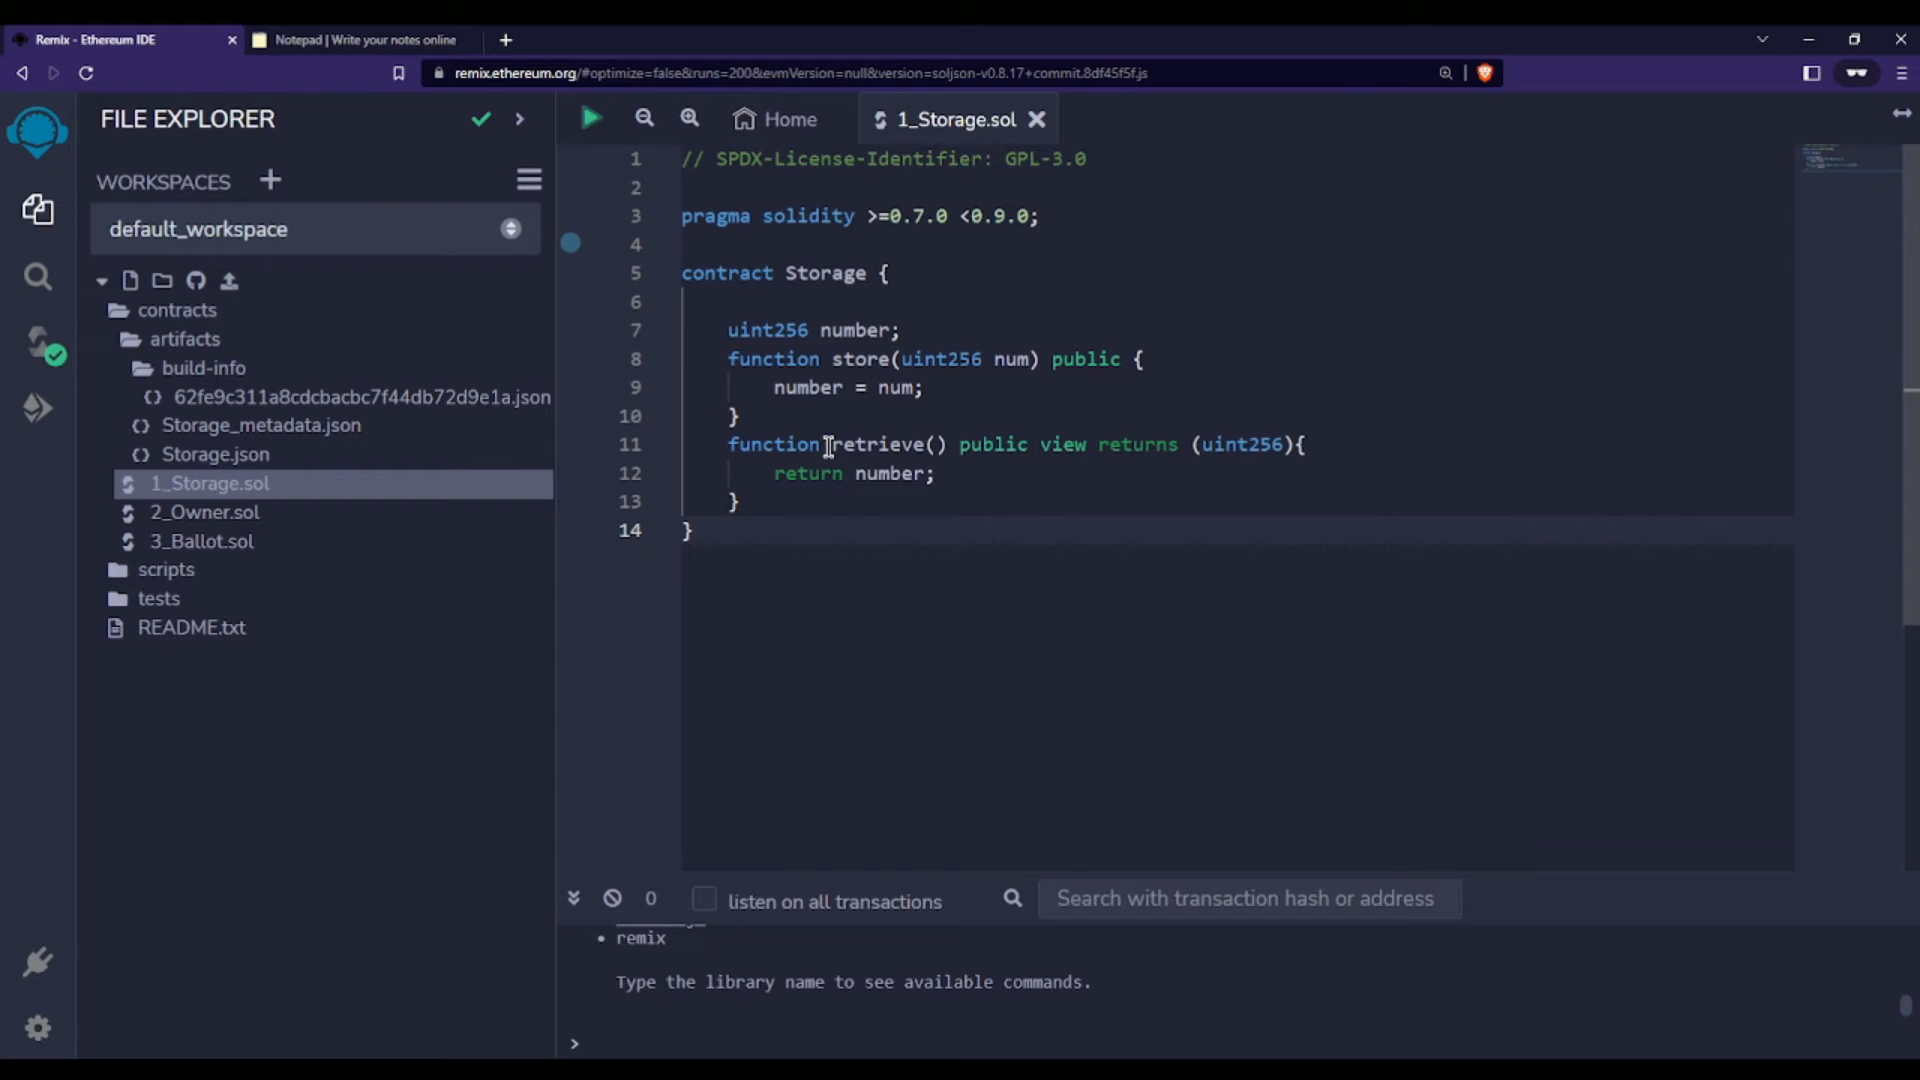 Remix - Ethereum IDE
Notepad | Write your notes online
remix.ethereum.org/#optimize=false&runs=200&evmVersion=null&version=soljson-v0.8.17+commit.8df45f5f.js
FILE EXPLORER
WORKSPACES
default_workspace
contracts
artifacts
build-info
62fe9c311a8cdcbacbc7f44db72d9e1a.json
Storage_metadata.json
Storage.json
1_Storage.sol
2_Owner.sol
3_Ballot.sol
scripts
tests
README.txt
Home
1_Storage.sol
1 // SPDX-License-Identifier: GPL-3.0
2
3 pragma solidity >=0.7.0 <0.9.0;
4
5 contract Storage {
6
7     uint256 number;
8     function store(uint256 num) public {
9         number = num;
10     }
11     function retrieve() public view returns (uint256){
12         return number;
13     }
14 }
0
listen on all transactions
Search with transaction hash or address
• remix
Type the library name to see available commands.
>